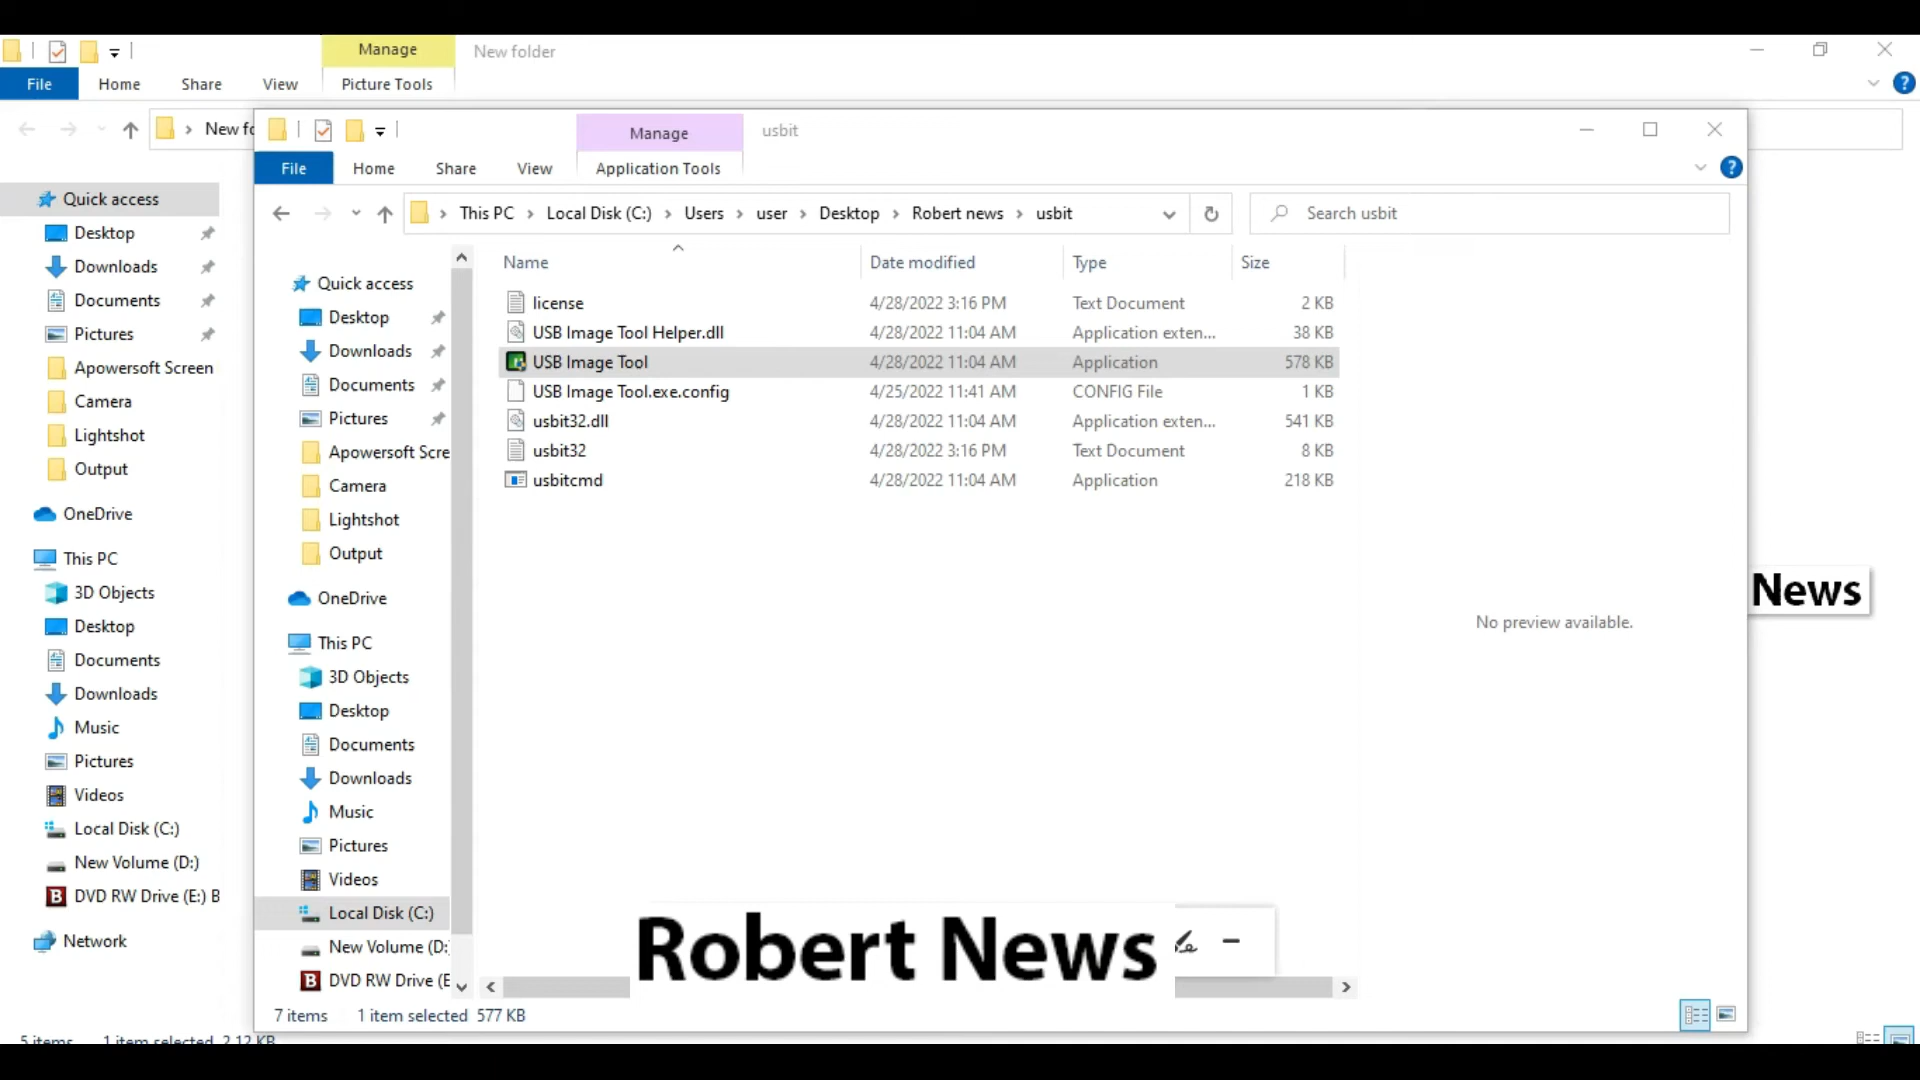 Manage
New folder
File
Home
Share
View
Picture Tools
New fo
Quick access
Desktop
Downloads
Documents
Pictures
Apowersoft Screen
Camera
Lightshot
Output
OneDrive
This PC
3D Objects
Desktop
Documents
Downloads
Music
Pictures
Videos
Local Disk (C:)
New Volume (D:)
DVD RW Drive (E:) B
Network
5 items
1 item selected 2.12 KB
Manage
usbit
File
Home
Share
View
Application Tools
This PC > Local Disk (C:) > Users > user > Desktop > Robert news > usbit
Search usbit
Quick access
Desktop
Downloads
Documents
Pictures
Apowersoft Scre
Camera
Lightshot
Output
OneDrive
This PC
3D Objects
Desktop
Documents
Downloads
Music
Pictures
Videos
Local Disk (C:)
New Volume (D:
DVD RW Drive (E
Name Date modified Type Size
license 4/28/2022 3:16 PM Text Document 2 KB
USB Image Tool Helper.dll 4/28/2022 11:04 AM Application exten... 38 KB
USB Image Tool 4/28/2022 11:04 AM Application 578 KB
USB Image Tool.exe.config 4/25/2022 11:41 AM CONFIG File 1 KB
usbit32.dll 4/28/2022 11:04 AM Application exten... 541 KB
usbit32 4/28/2022 3:16 PM Text Document 8 KB
usbitcmd 4/28/2022 11:04 AM Application 218 KB
No preview available.
News
Robert News
7 items 1 item selected 577 KB